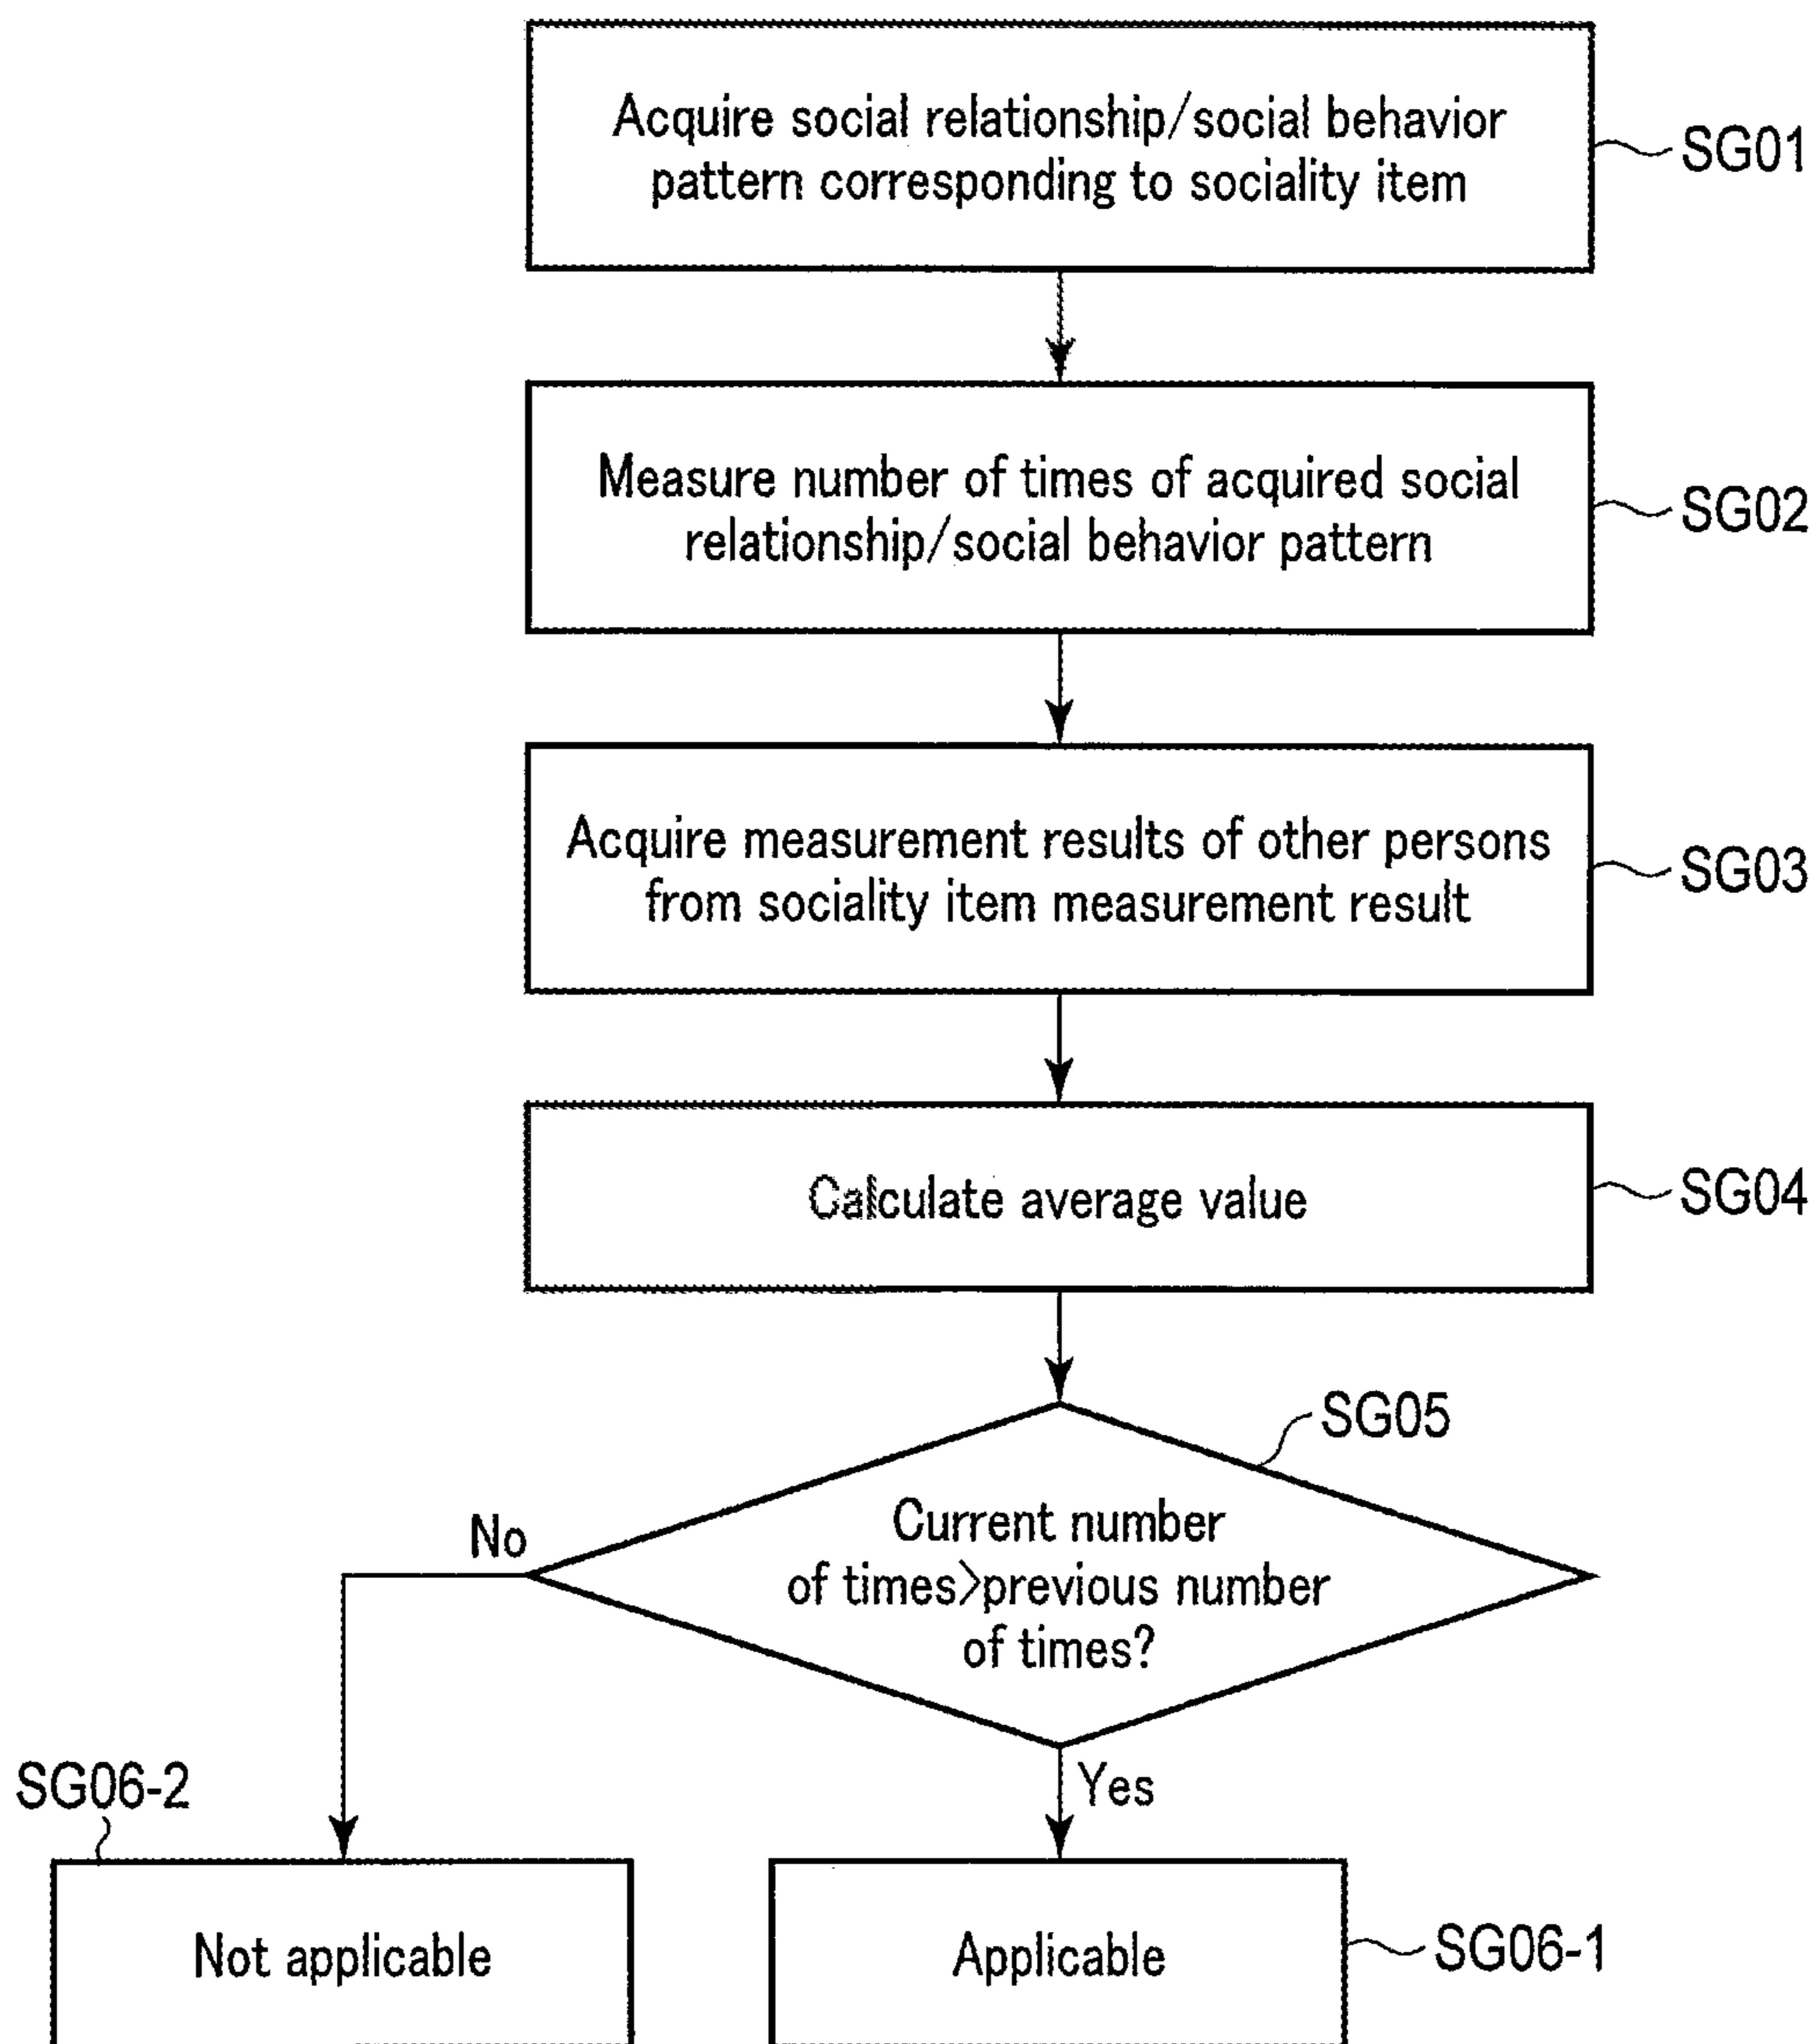 Acquire social relationship/social behavior
pattern corresponding to sociality item
SG01
Measure number of times of acquired social
relationship/social behavior pattern
SG02
Acquire measurement results of other persons
from sociality item measurement result
SG03
Calculate average value
SG04
SG05
Current number
of times>previous number
of times?
No
Yes
SG06-2
Not applicable
Applicable
SG06-1